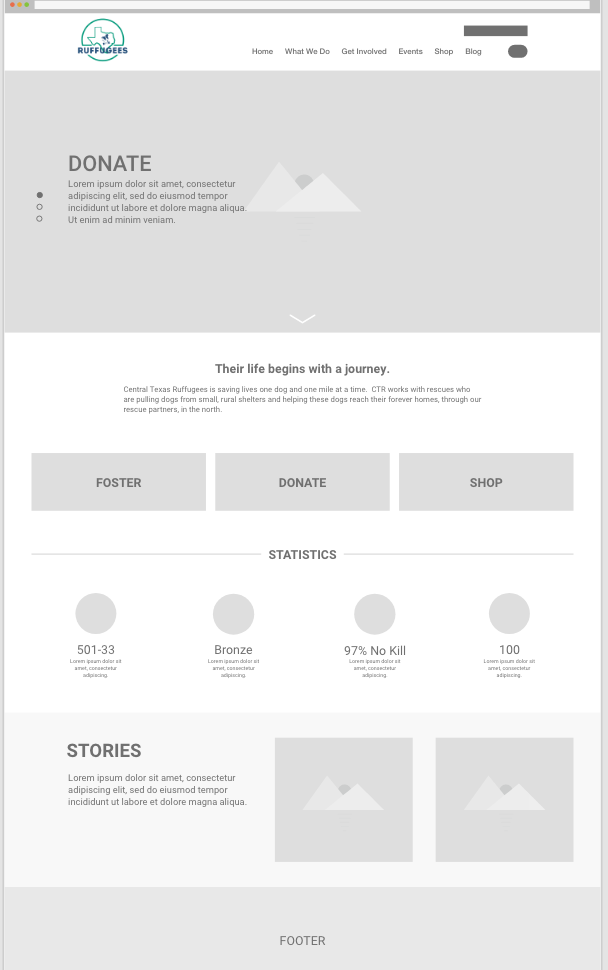 RUFFUGEES
Home What We Do Get Involved Events Shop Blog
DONATE
Lorem ipsum dolor sit amet, consectetur
adipiscing elit, sed do eiusmod tempor
incididunt ut labore et dolore magna aliqua.
Ut enim ad minim veniam.
Their life begins with a journey.
Central Texas Ruffugees is saving lives one dog and one mile at a time. CTR works with rescues who
are pulling dogs from small, rural shelters and helping these dogs reach their forever homes, through our
rescue partners, in the north.
FOSTER
DONATE
SHOP
STATISTICS
501-33
Lorem ipsum dolor sit
amet, consectetur
adipiscing.
Bronze
Lorem ipsum dolor sit
amet, consectetur
adipiscing.
97% No Kill
Lorem ipsum dolor sit
amet, consectetur
adipiscing.
100
Lorem ipsum dolor sit
amet, consectetur
adipiscing.
STORIES
Lorem ipsum dolor sit amet, consectetur
adipiscing elit, sed do eiusmod tempor
incididunt ut labore et dolore magna aliqua.
FOOTER